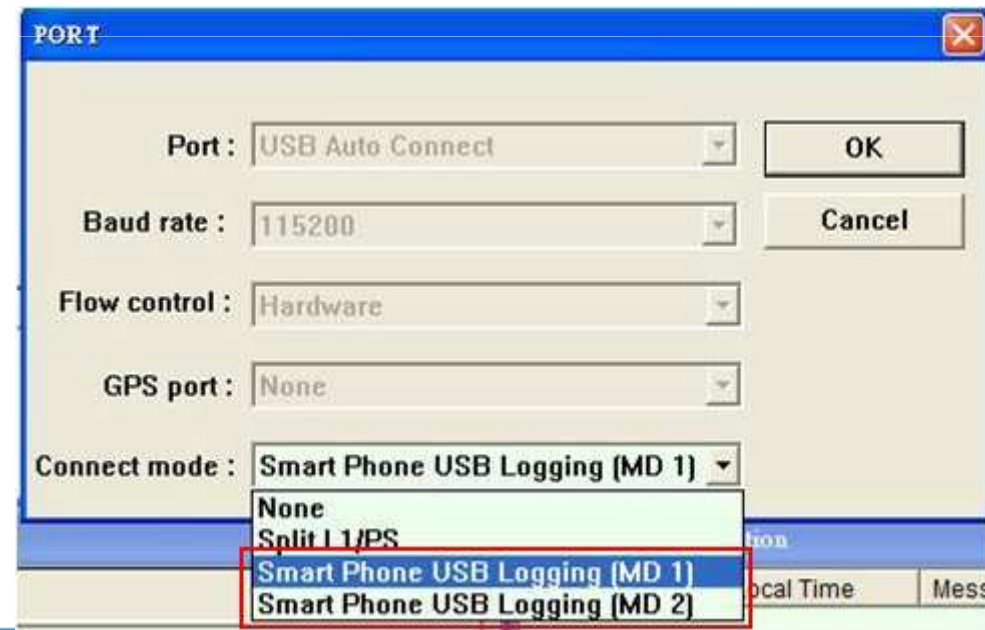 PORT
Port : USB Auto Connect
OK
Baud rate : 115200
Cancel
Flow control : Hardware
GPS port : None
Connect mode : Smart Phone USB Logging (MD 1)
None
Split L1/PS
tion
Smart Phone USB Logging (MD 1)
ocal Time Mess
Smart Phone USB Logging (MD 2)